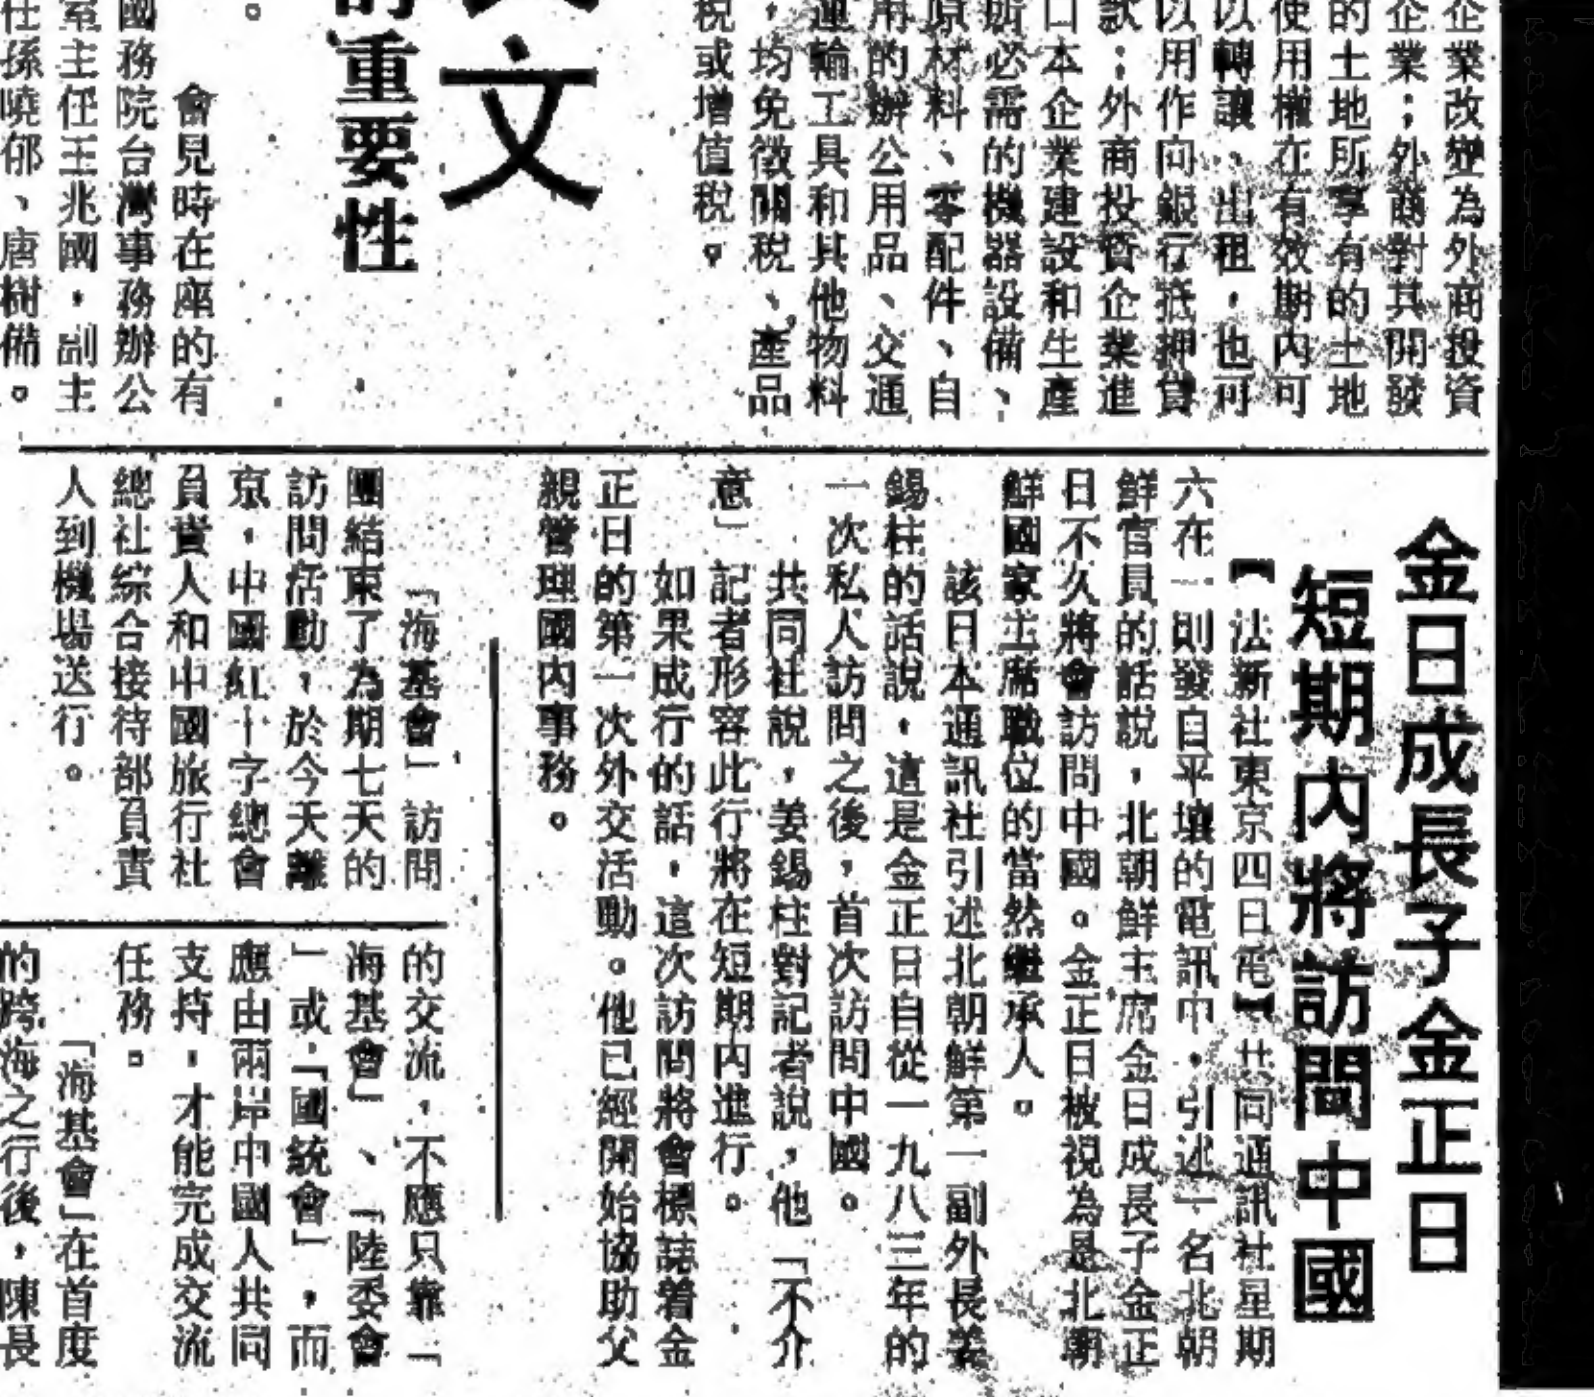 企業改變為外商投資
企業；外商對其開發
的土地所享有的土地
使用權在有效期內可
以轉讓、出租，也可
以用作向銀行抵押貸
款；外商投資企業進
口本企業建設和生產
所必需的機器設備、
原材料、零配件、自
用的辦公用品、交通
運輸工具和其他物料
，均免徵關稅、產品
稅或增值稅。
文
的重要性
。
會見時在座的有
國務院台灣事務辦公
室主任王兆國，副主
任孫曉郁、唐樹備。
金日成長子金正日
短期內將訪問中國
【法新社東京四日電】共同通訊社星期
六在一則發自平壤的電訊中，引述一名北朝
鮮官員的話說，北朝鮮主席金日成長子金正
日不久將會訪問中國。金正日被視為是北朝
鮮國家主席職位的當然繼承人。
該日本通訊社引述北朝鮮第一副外長姜
錫柱的話說，這是金正日自從一九八三年的
一次私人訪問之後，首次訪問中國。
共同社說，姜錫柱對記者說，他「不介
意」記者形容此行將在短期內進行。
如果成行的話，這次訪問將會標誌着金
正日的第一次外交活動。他已經開始協助父
親管理國內事務。
「海基會」訪問
團結束了為期七天的
訪問活動，於今天離
京，中國紅十字總會
負責人和中國旅行社
總社綜合接待部負責
人到機場送行。
的交流，不應只靠「
海基會」、「陸委會
」或「國統會」，而
應由兩岸中國人共同
支持，才能完成交流
任務。
「海基會」在首度
的跨海之行後，陳長